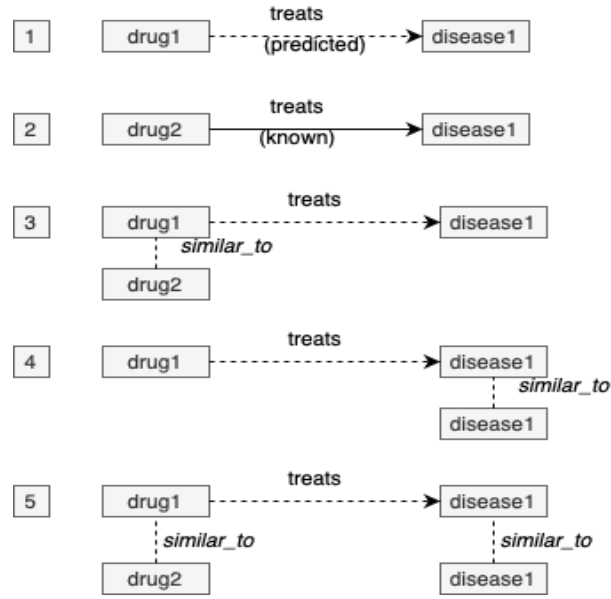 treats
1 drug1 (predicted) disease1
treats
2 drug2 (known) disease1
treats
3 drug1 disease1
similar_to
drug2
treats
4 drug1 disease1
similar_to
disease1
treats
5 drug1 disease1
similar_to similar_to
drug2 disease1